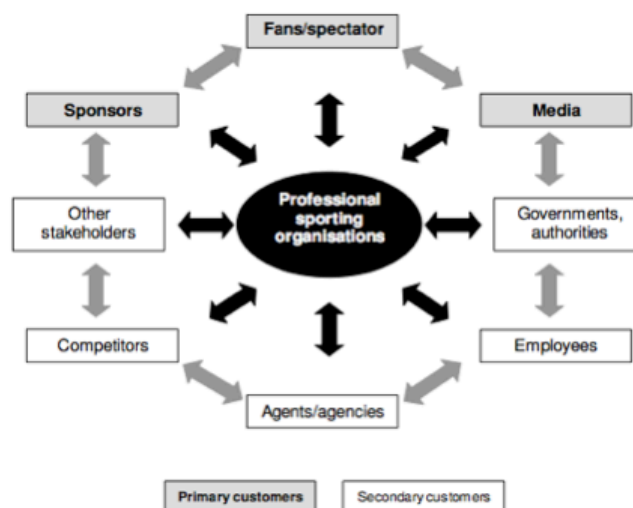 Fans/spectator
Sponsors
Media
Professional
sporting
organisations
Other
stakeholders
Governments,
authorities
Competitors
Employees
Agents/agencies
Primary customers
Secondary customers